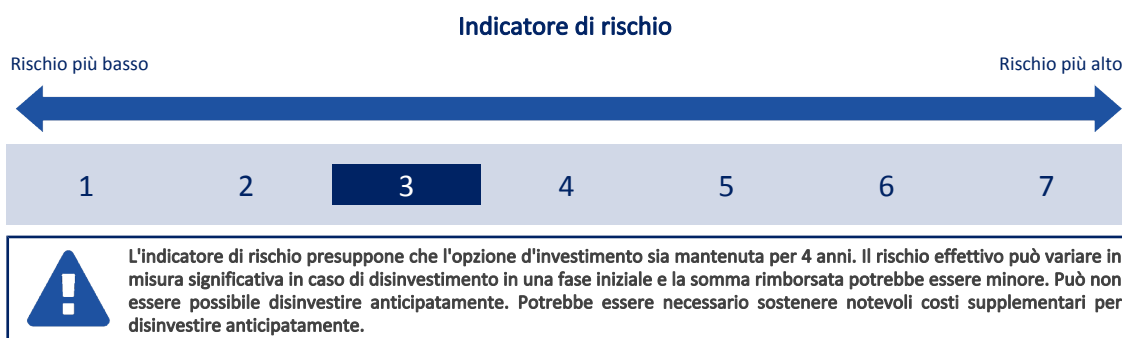 Indicatore di rischio
Rischio più basso
Rischio più alto
1 2 3 4 5 6 7
L'indicatore di rischio presuppone che l'opzione d'investimento sia mantenuta per 4 anni. Il rischio effettivo può variare in
misura significativa in caso di disinvestimento in una fase iniziale e la somma rimborsata potrebbe essere minore. Può non
essere possibile disinvestire anticipatamente. Potrebbe essere necessario sostenere notevoli costi supplementari per
disinvestire anticipatamente.